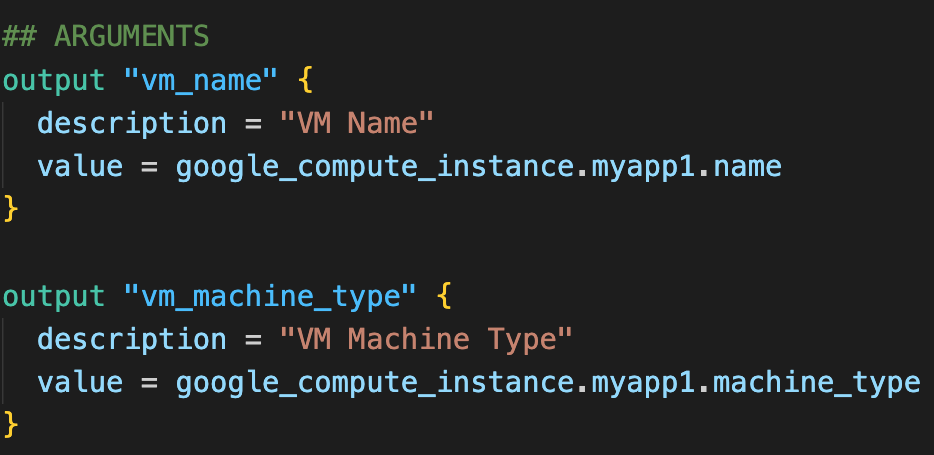 ## ARGUMENTS
output "vm_name" {
  description = "VM Name"
  value = google_compute_instance.myapp1.name
}

output "vm_machine_type" {
  description = "VM Machine Type"
  value = google_compute_instance.myapp1.machine_type
}